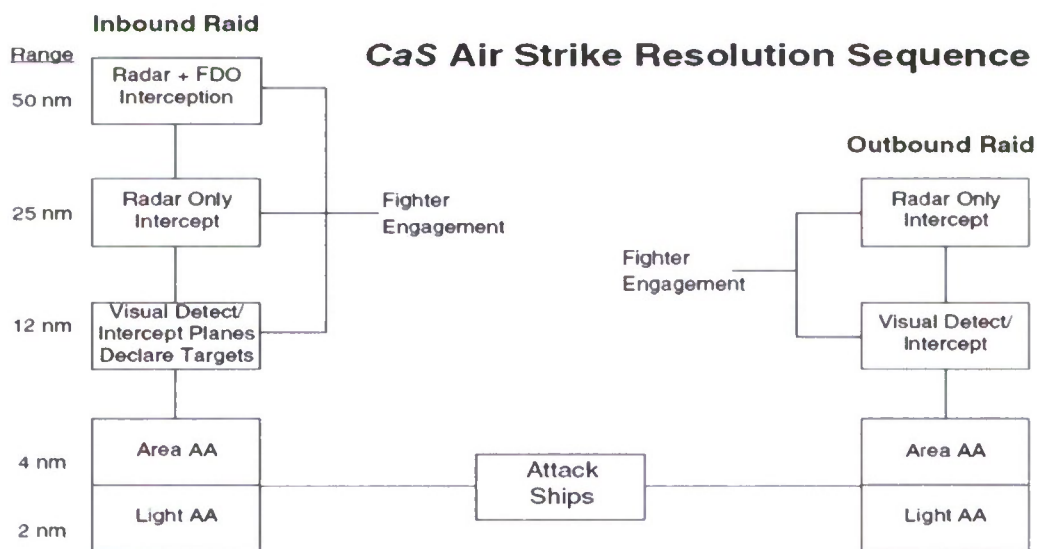 Inbound Raid
Range
CaS Air Strike Resolution Sequence
Radar + FDO
Interception
50 nm
Outbound Raid
Radar Only
Intercept
25 nm
Fighter
Engagement
Radar Only
Intercept
Fighter
Engagement
Visual Detect/
Intercept Planes
Declare Targets
12 nm
Visual Detect/
Intercept
Area AA
4 nm
Attack
Ships
Area AA
Light AA
2 nm
Light AA